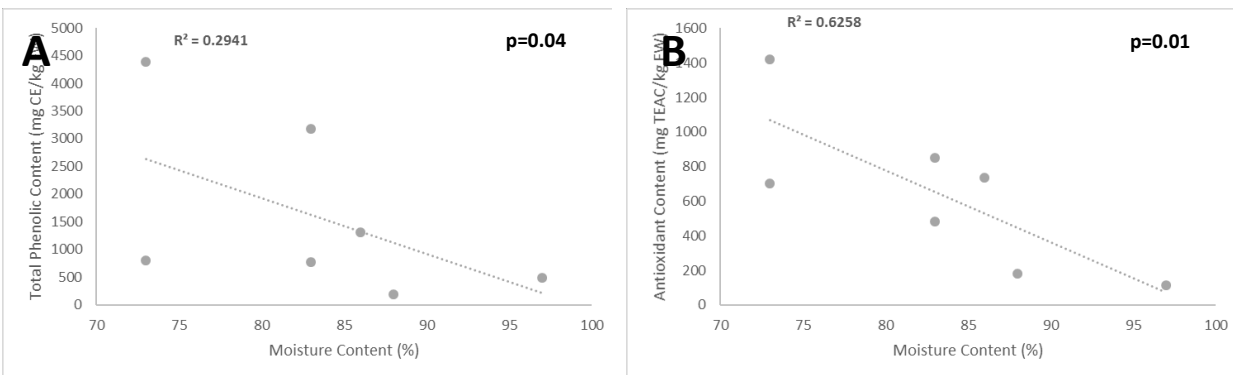 A
R² = 0.2941
p=0.04
Total Phenolic Content (mg CE/kg
5000
4500
4000
3500
3000
2500
2000
1500
1000
500
0
70 75 80 85 90 95 100
Moisture Content (%)
B
R² = 0.6258
p=0.01
Antioxidant Content (mg TEAC/kg FW)
1600
1400
1200
1000
800
600
400
200
0
70 75 80 85 90 95 100
Moisture Content (%)